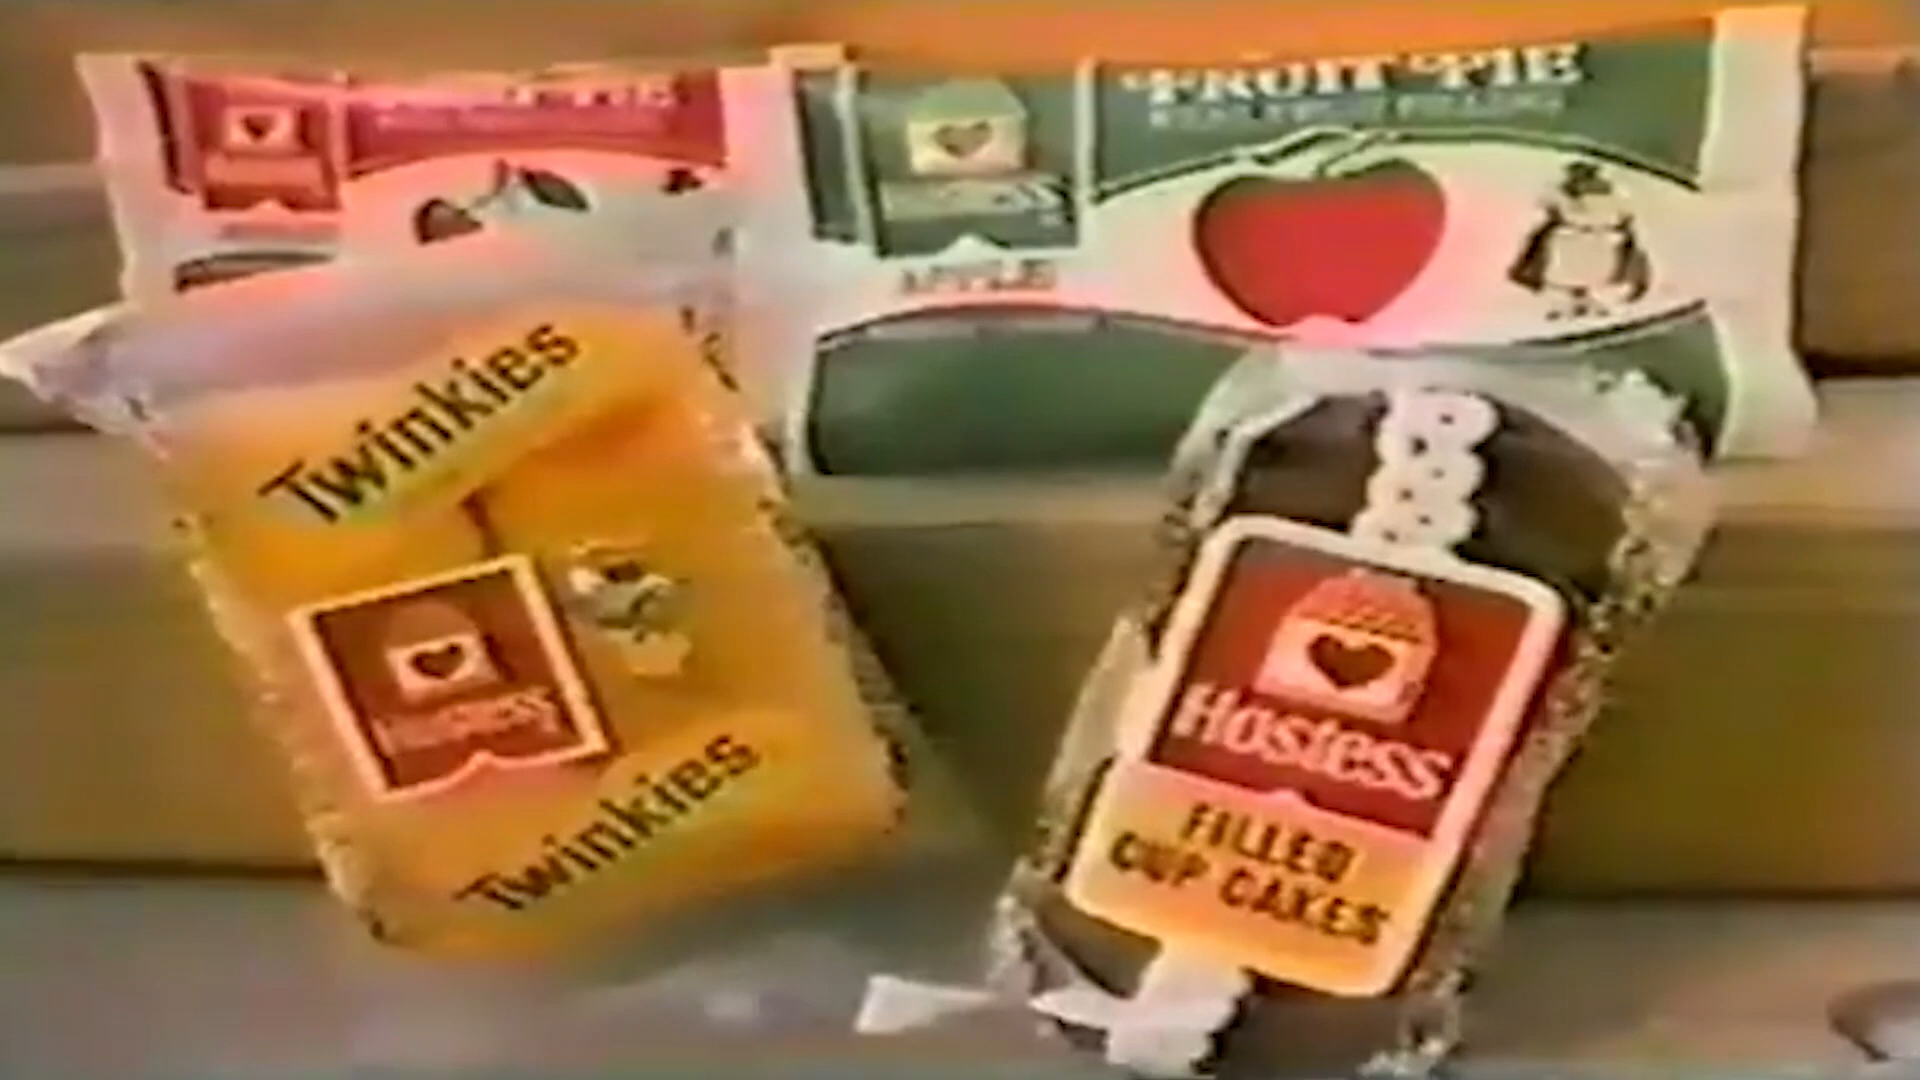 FRUIT PIE
APPLE
Twinkies
Hostess
Twinkies
Hostess
FILLED
CUP CAKES